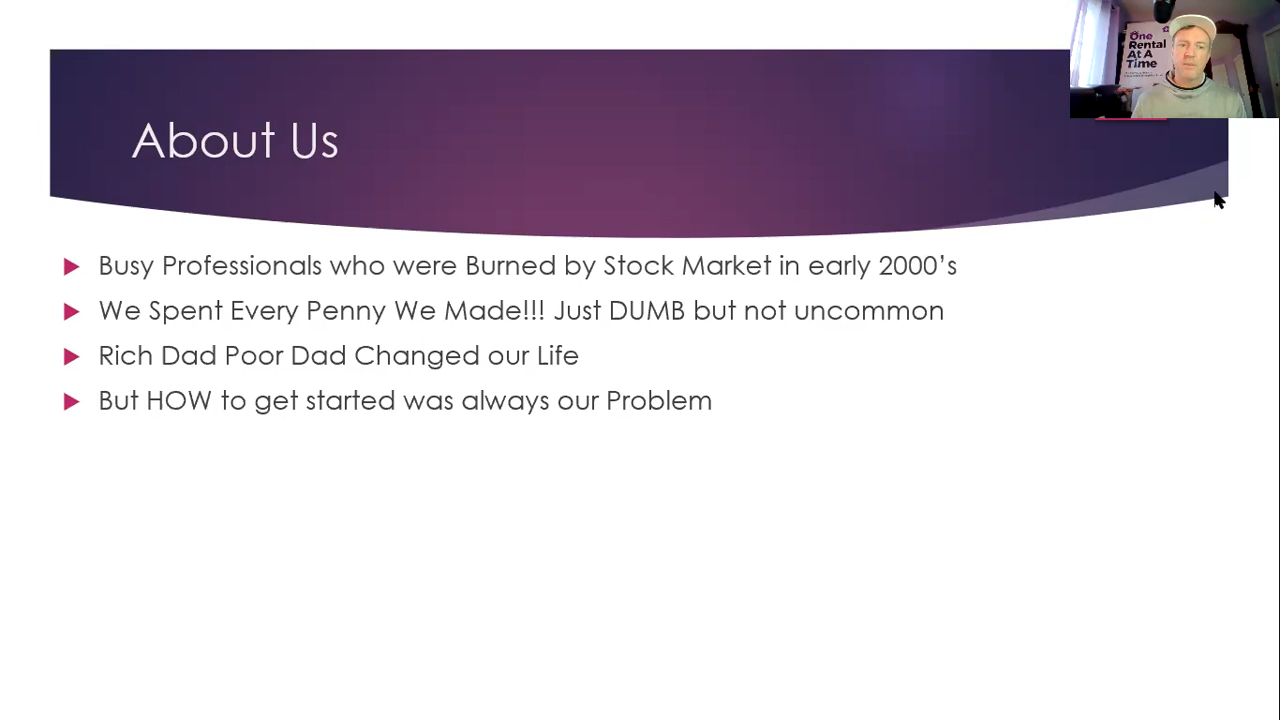 One
Rental
At A
Time
About Us
Busy Professionals who were Burned by Stock Market in early 2000’s
We Spent Every Penny We Made!!! Just DUMB but not uncommon
Rich Dad Poor Dad Changed our Life
But HOW to get started was always our Problem